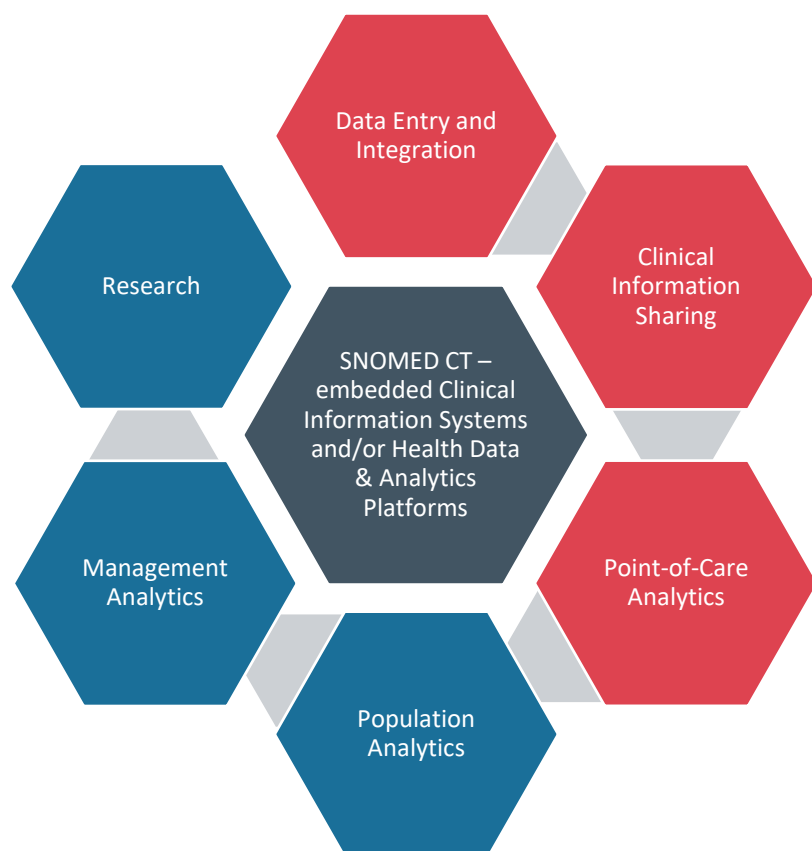 Data Entry and
Integration
Clinical
Information
Sharing
Research
SNOMED CT –
embedded Clinical
Information Systems
and/or Health Data
& Analytics
Platforms
Management
Analytics
Point-of-Care
Analytics
Population
Analytics